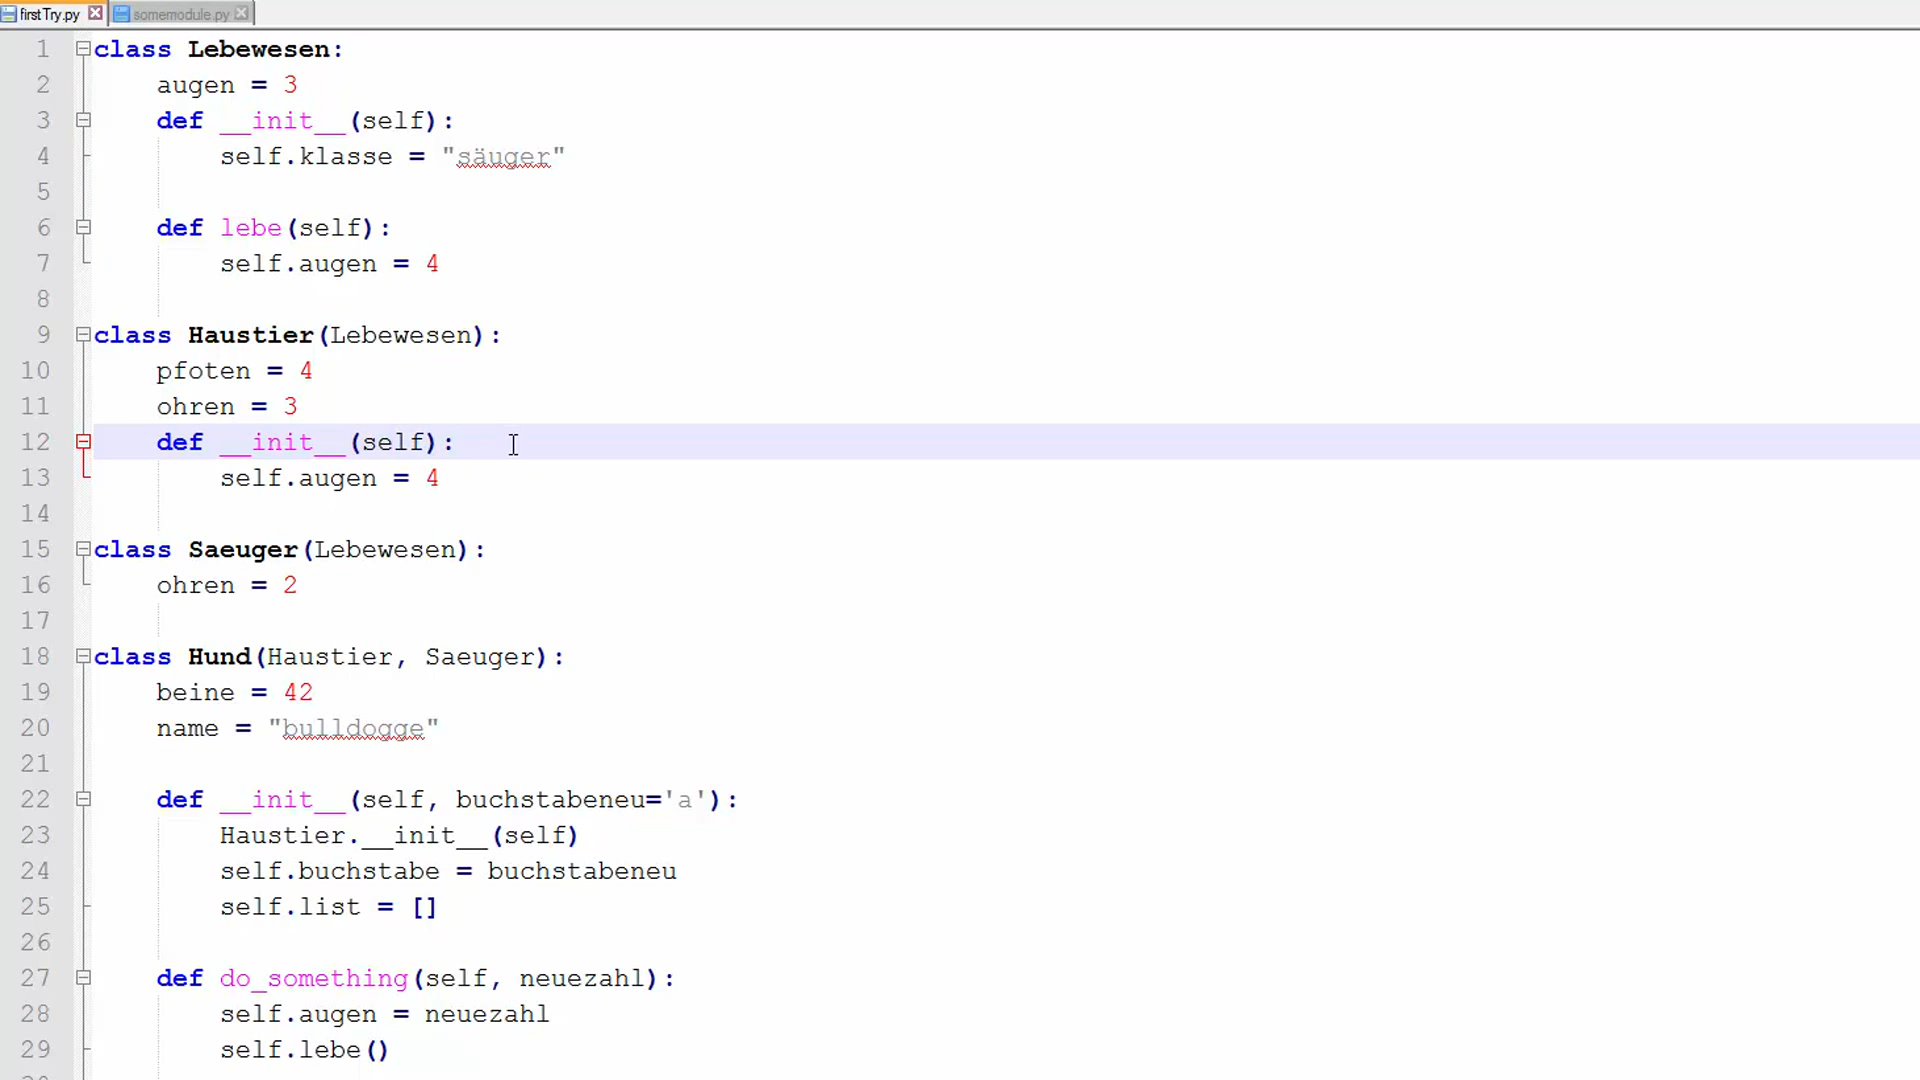 firstTry.py somemodule.py
1 class Lebewesen:
2 augen = 3
3 def __init__(self):
4 self.klasse = "säuger"
5
6 def lebe(self):
7 self.augen = 4
8
9 class Haustier(Lebewesen):
10 pfoten = 4
11 ohren = 3
12 def __init__(self):
13 self.augen = 4
14
15 class Saeuger(Lebewesen):
16 ohren = 2
17
18 class Hund(Haustier, Saeuger):
19 beine = 42
20 name = "bulldogge"
21
22 def __init__(self, buchstabeneu='a'):
23 Haustier.__init__(self)
24 self.buchstabe = buchstabeneu
25 self.list = []
26
27 def do_something(self, neuezahl):
28 self.augen = neuezahl
29 self.lebe()